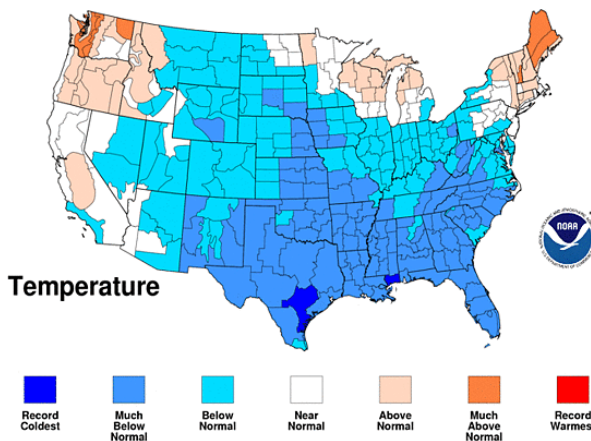 NOAA
Temperature
Record
Coldest
Much
Below
Normal
Below
Normal
Near
Normal
Above
Normal
Much
Above
Normal
Record
Warmes